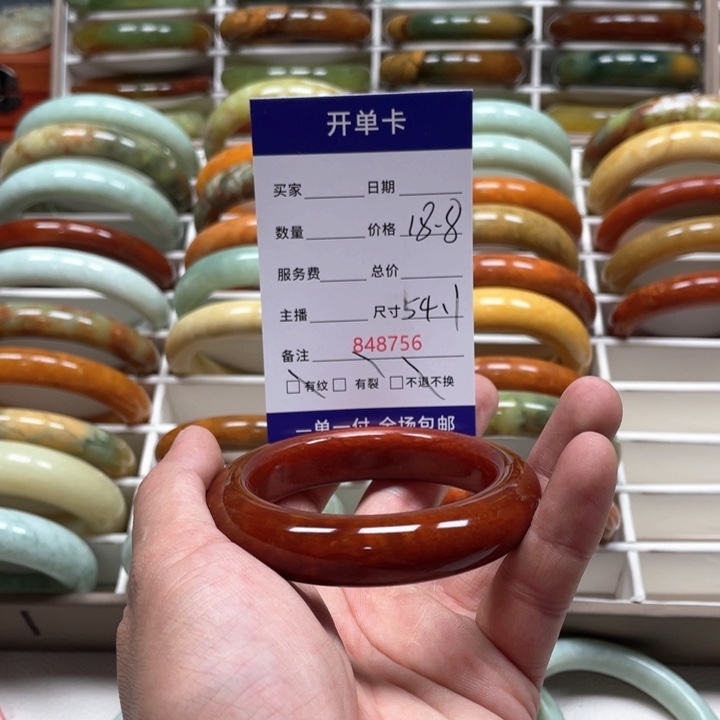 开单卡
买家 日期
数量 价格 18-8
服务费 总价
主播 尺寸 54.1
848756
备注
有纹 有裂 不退不换
一单一付 全场包邮